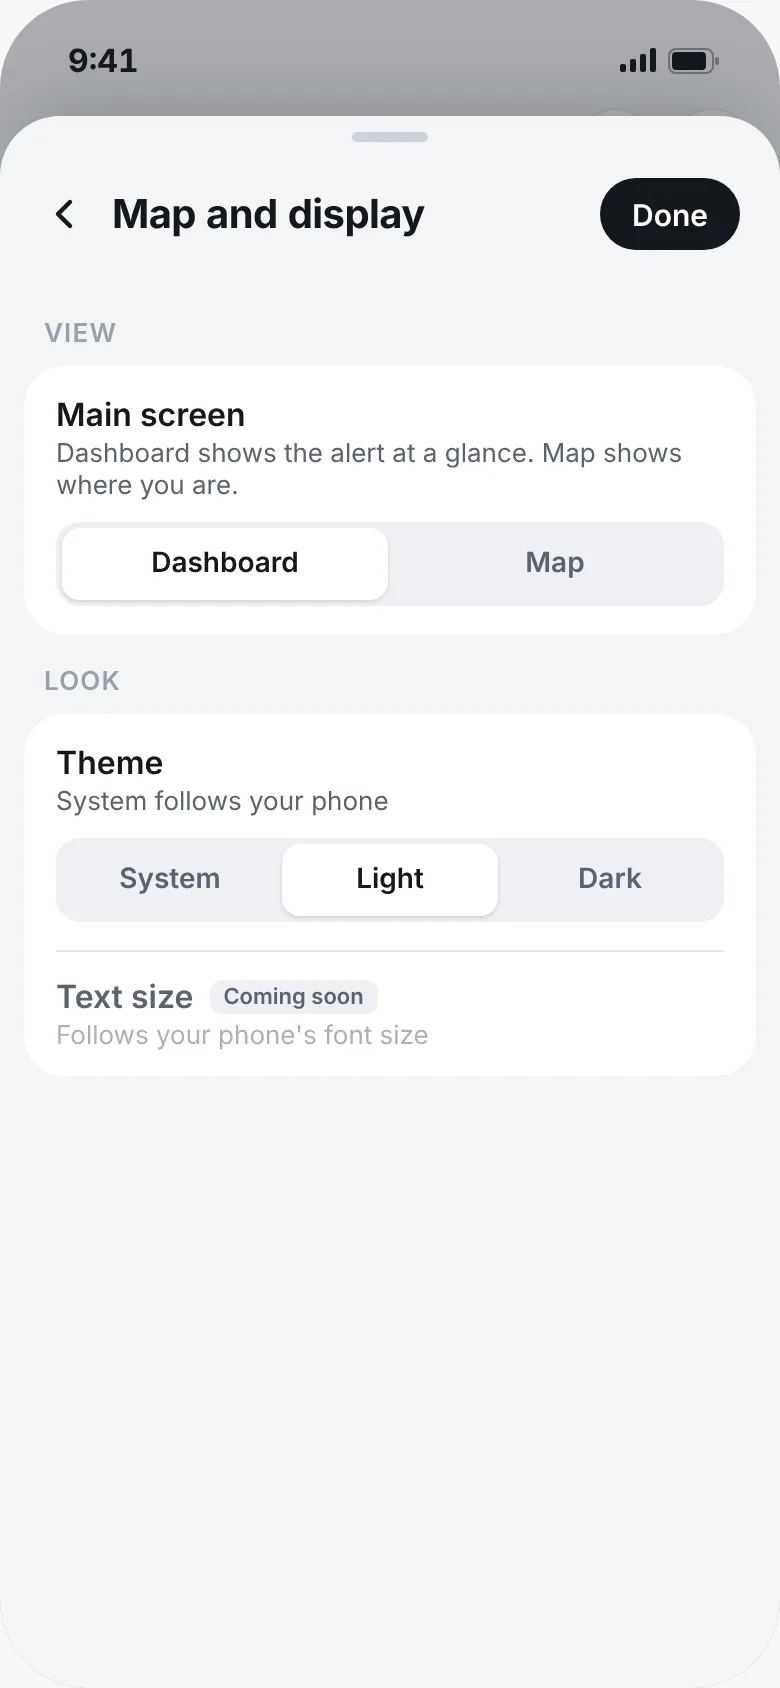 9:41
Map and display
Done
VIEW
Main screen
Dashboard shows the alert at a glance. Map shows
where you are.
Dashboard
Map
LOOK
Theme
System follows your phone
System
Light
Dark
Text size
Coming soon
Follows your phone's font size